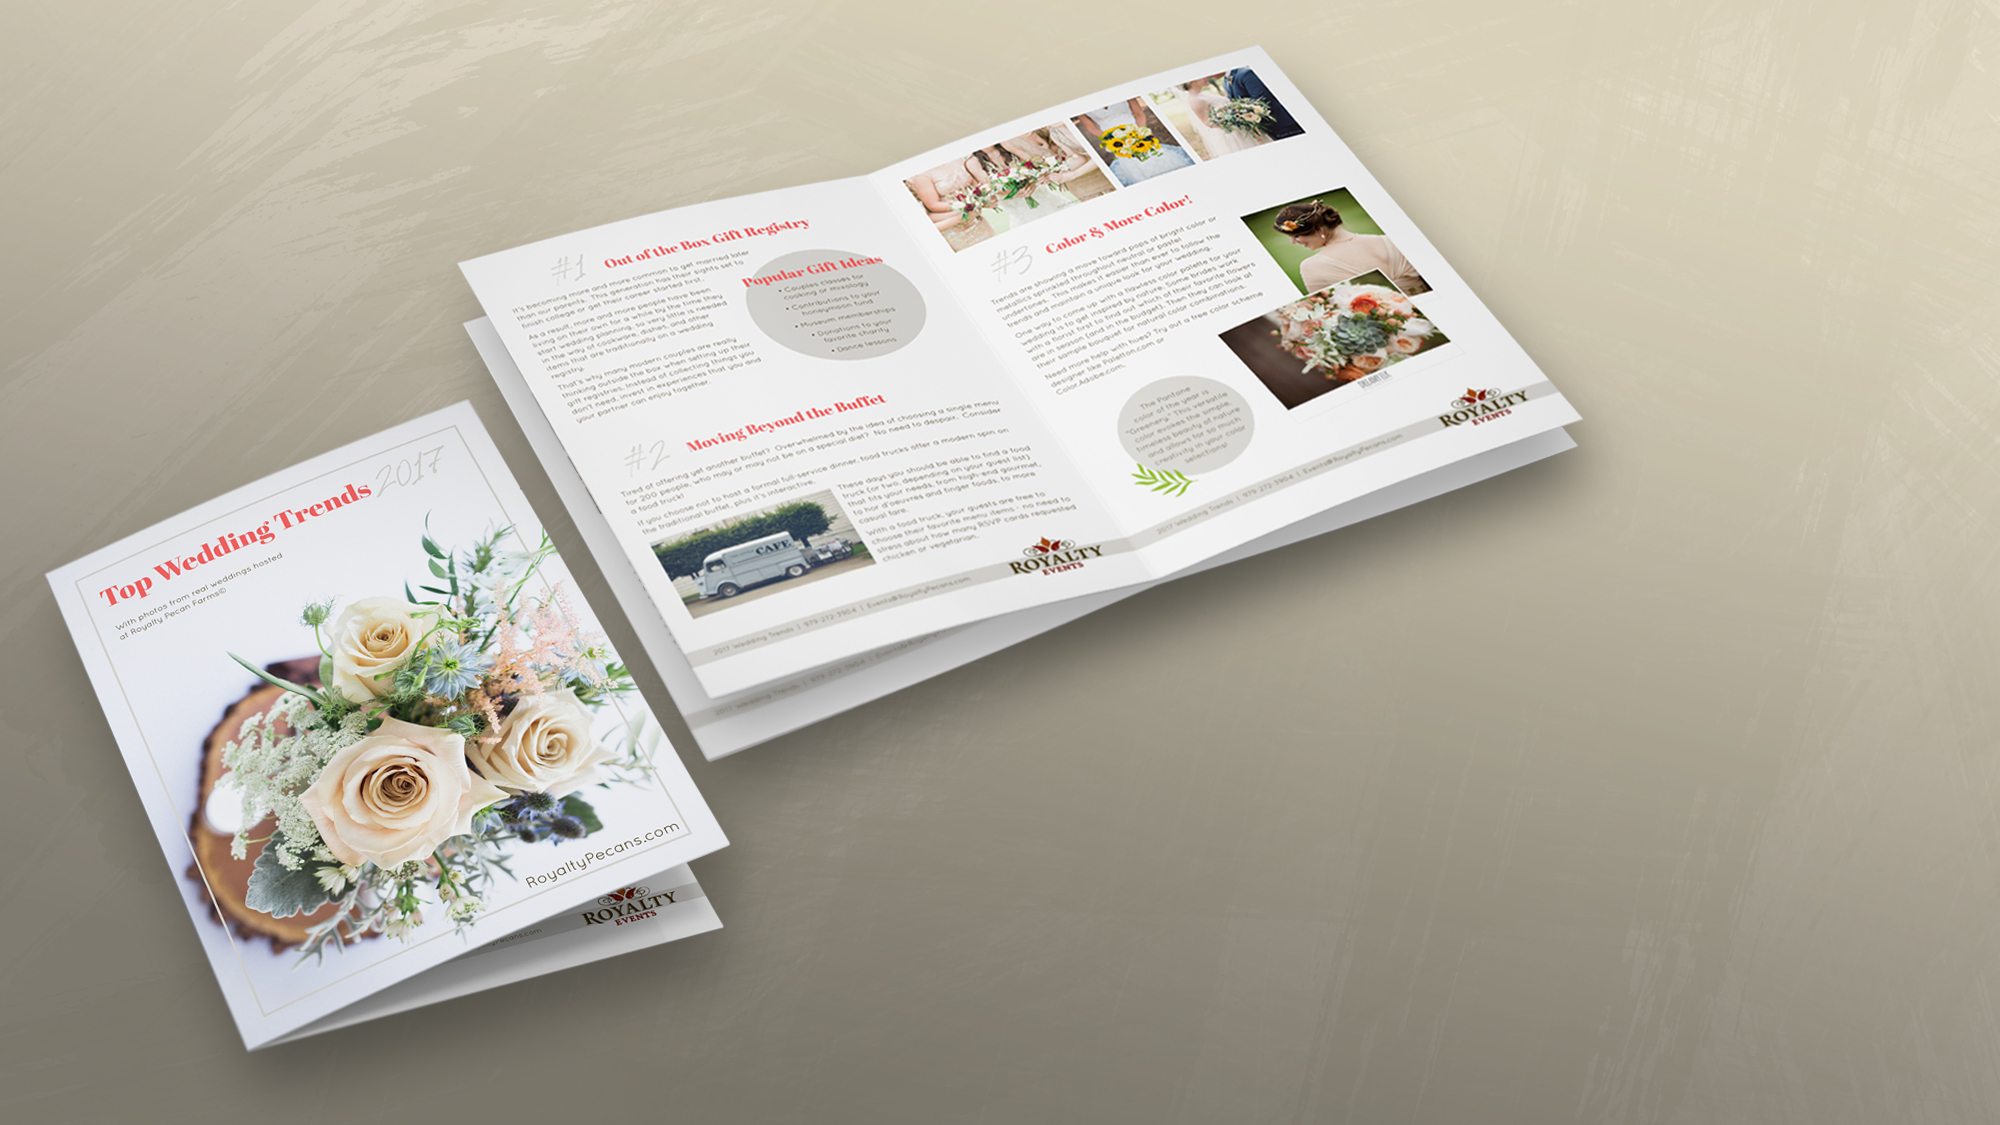 Top Wedding Trends 2017
With photos from real weddings hosted
at Royalty Pecan Farms©
RoyaltyPecans.com
ROYALTY
EVENTS
#1 Out of the Box Gift Registry
It's becoming more and more common to get married later
than our parents. This generation has their sights set to
finish college or get their career started first.
As a result, more and more people have been
living on their own for a while by the time they
start wedding planning, so very little is needed
in the way of cookware, dishes, and other
items that are traditionally on a wedding
registry.
That's why many modern couples are really
thinking outside the box when setting up their
gift registries. Instead of collecting things you
don't need, invest in experiences that you and
your partner can enjoy together.
Popular Gift Ideas
• Couples classes for
cooking or mixology
• Contributions to your
honeymoon fund
• Museum memberships
• Donations to your
favorite charity
• Dance lessons
#2 Moving Beyond the Buffet
Tired of offering yet another buffet? Overwhelmed by the idea of choosing a single menu
for 200 people, who may or may not be on a special diet? No need to despair. Consider
a food truck!
If you choose not to host a formal full-service dinner, food trucks offer a modern spin on
the traditional buffet, plus it's interactive.
These days you should be able to find a food
truck (or two, depending on your guest list)
that fits your needs, from high-end gourmet,
to hor d'oeuvres and finger foods, to more
casual fare.
With a food truck, your guests are free to
choose their favorite menu items - no need to
stress about how many RSVP cards requested
chicken or vegetarian.
CAFE
2017 Wedding Trends | 979-272-3904 | Events@RoyaltyPecans.com
ROYALTY
EVENTS
#3 Color & More Color!
Trends are showing a move toward pops of bright color or
metallics sprinkled throughout neutral or pastel
undertones. This makes it easier than ever to follow the
trends and maintain a unique look for your wedding.
One way to come up with a flawless color palette for your
wedding is to get inspired by nature. Some brides work
with a florist first to find out which of their favorite flowers
are in season (and in the budget). Then they can look at
their sample bouquet for natural color combinations.
Need more help with hues? Try out a free color scheme
designer like Paletton.com or
Color.Adobe.com.
The Pantone
color of the year is
"Greenery." This versatile
color evokes the simple,
timeless beauty of nature
and allows for so much
creativity in your color
selections!
2017 Wedding Trends | 979-272-3904 | Events@RoyaltyPecans.com
ROYALTY
EVENTS
2017 Wedding Trends | 979-272-3904